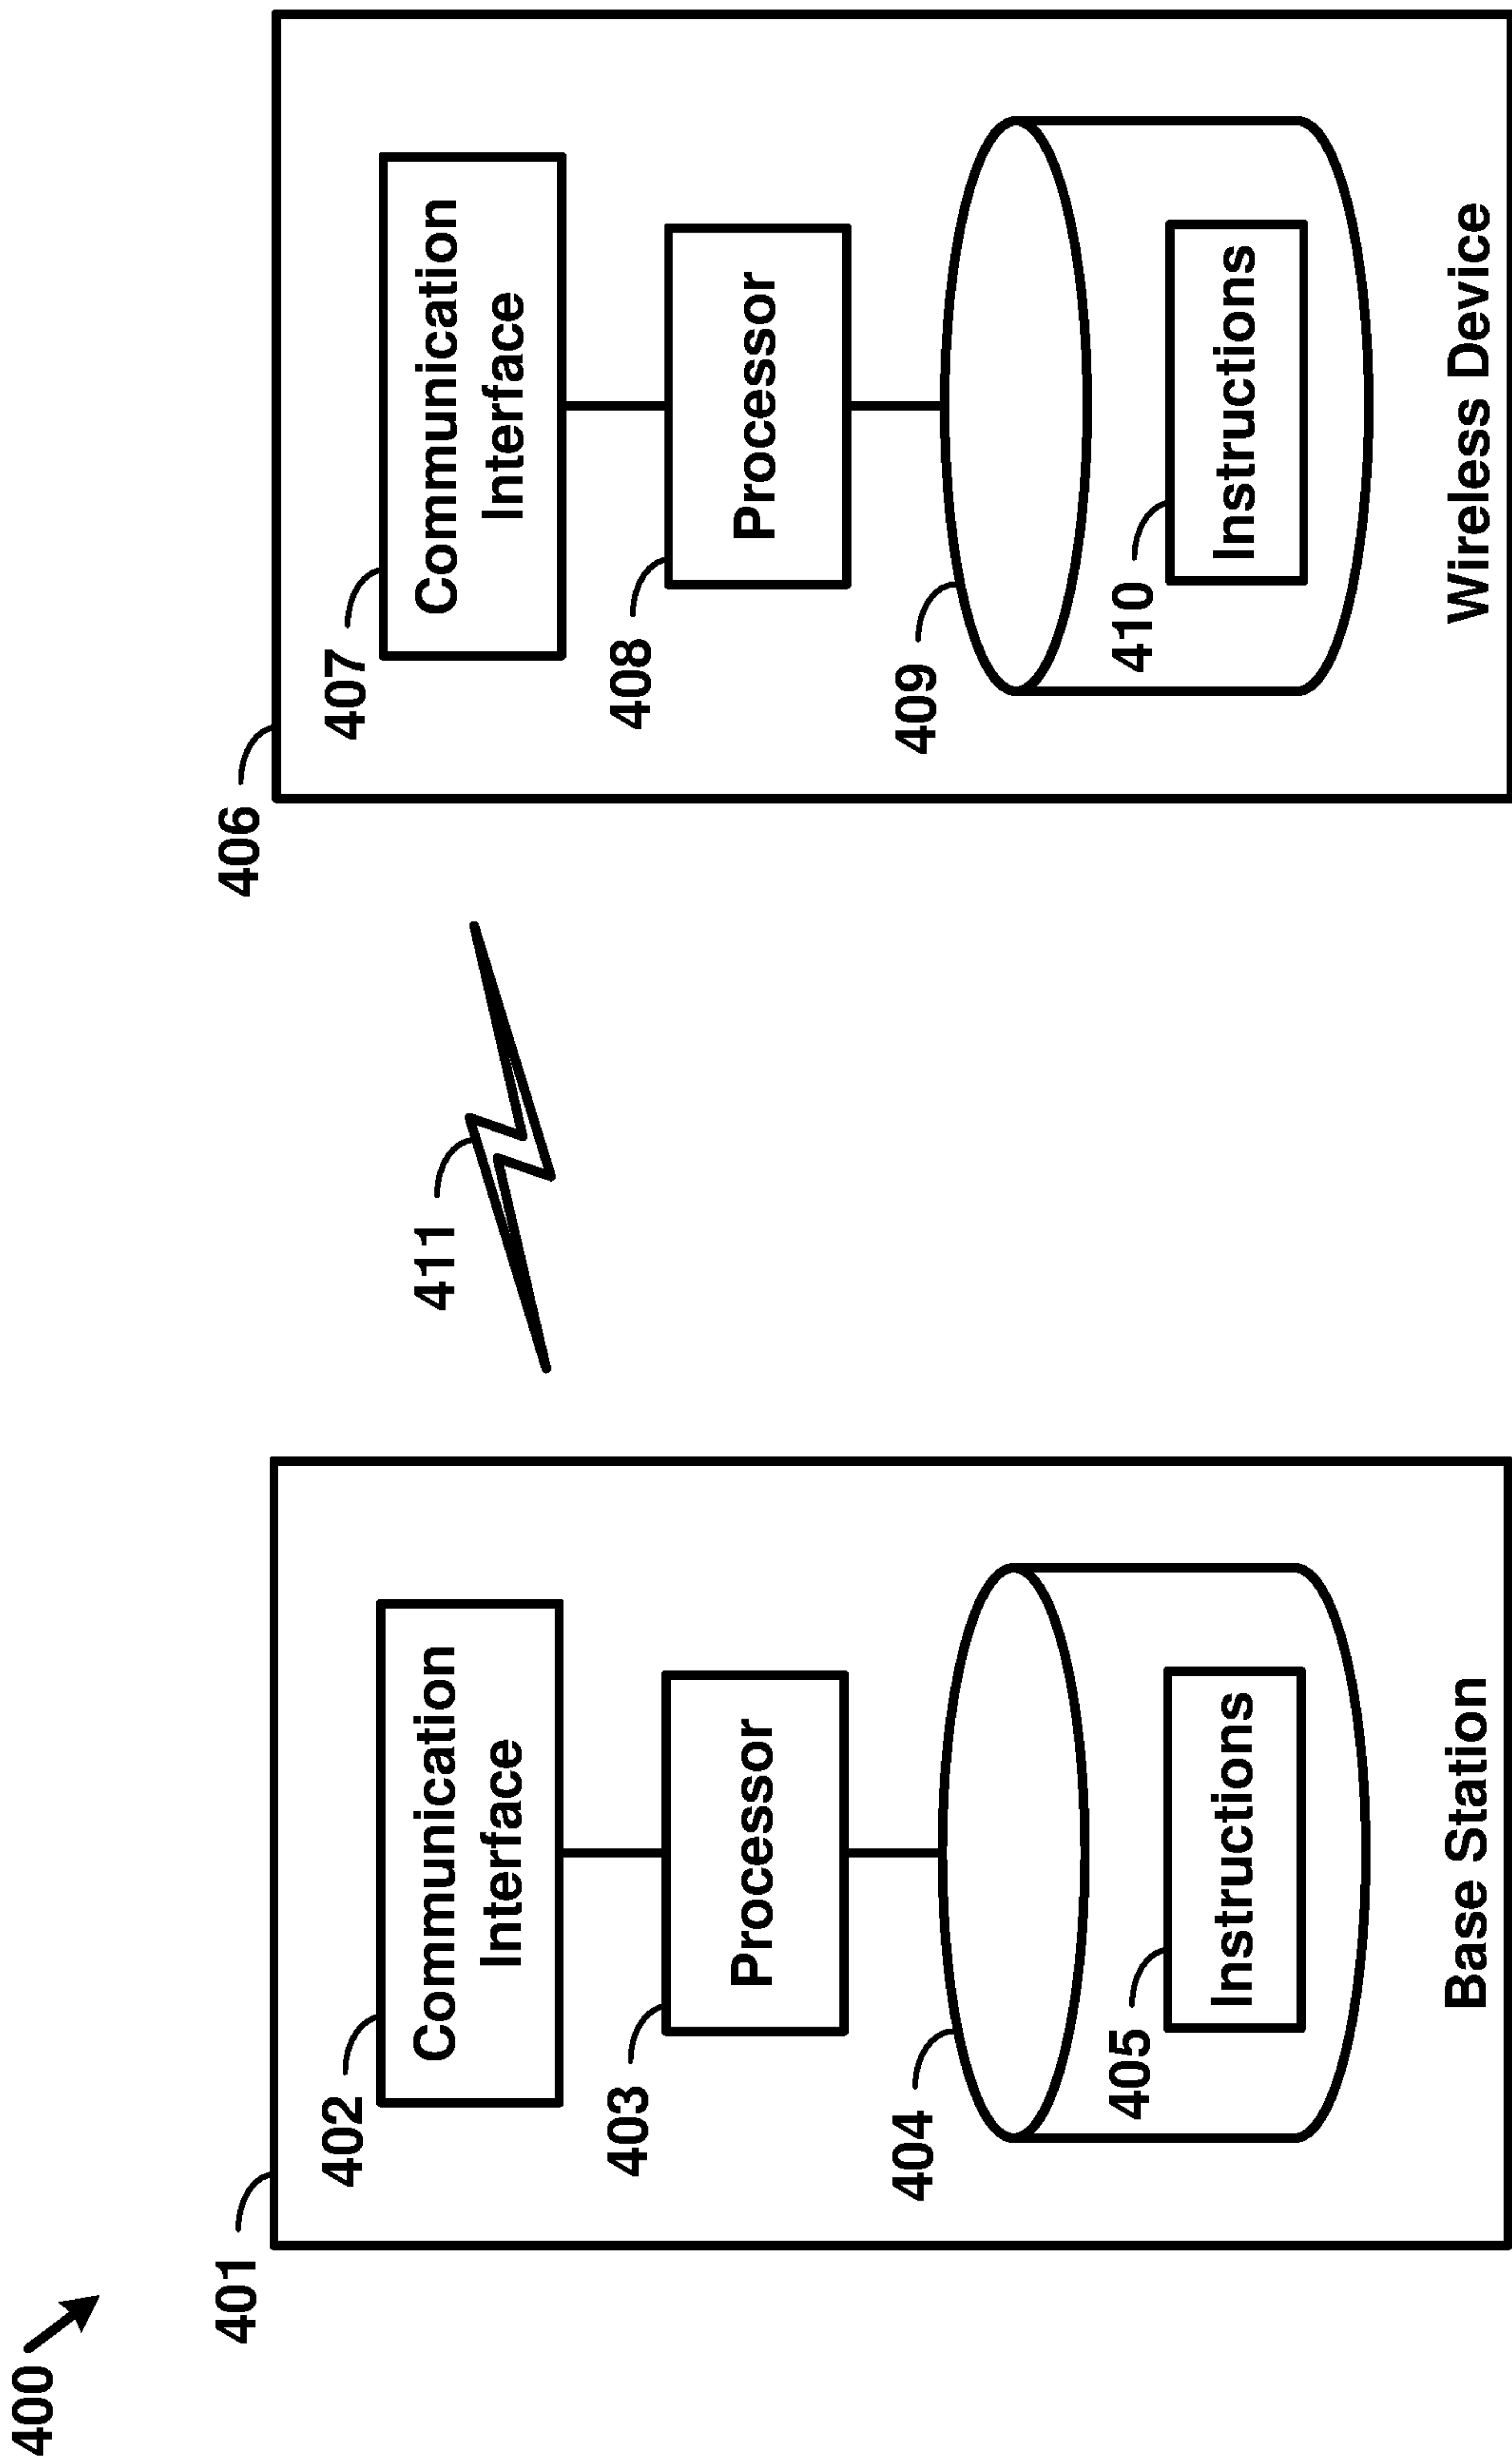 400
401
402
Communication
Interface
403
Processor
404
405
Instructions
Base Station
411
406
407
Communication
Interface
408
Processor
409
410
Instructions
Wireless Device